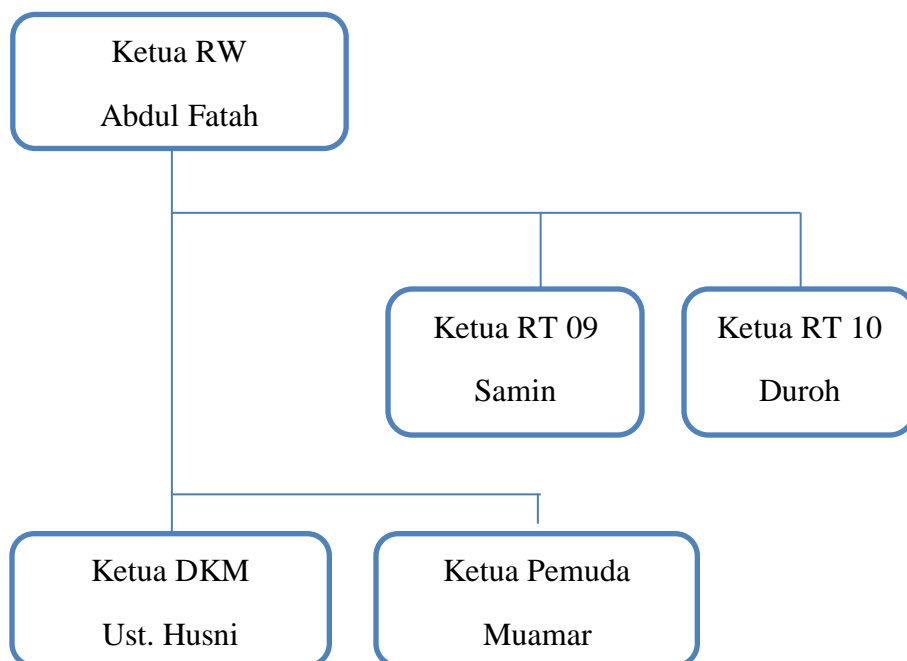 Ketua RW
Abdul Fatah
Ketua RT 09
Samin
Ketua RT 10
Duroh
Ketua DKM
Ust. Husni
Ketua Pemuda
Muamar